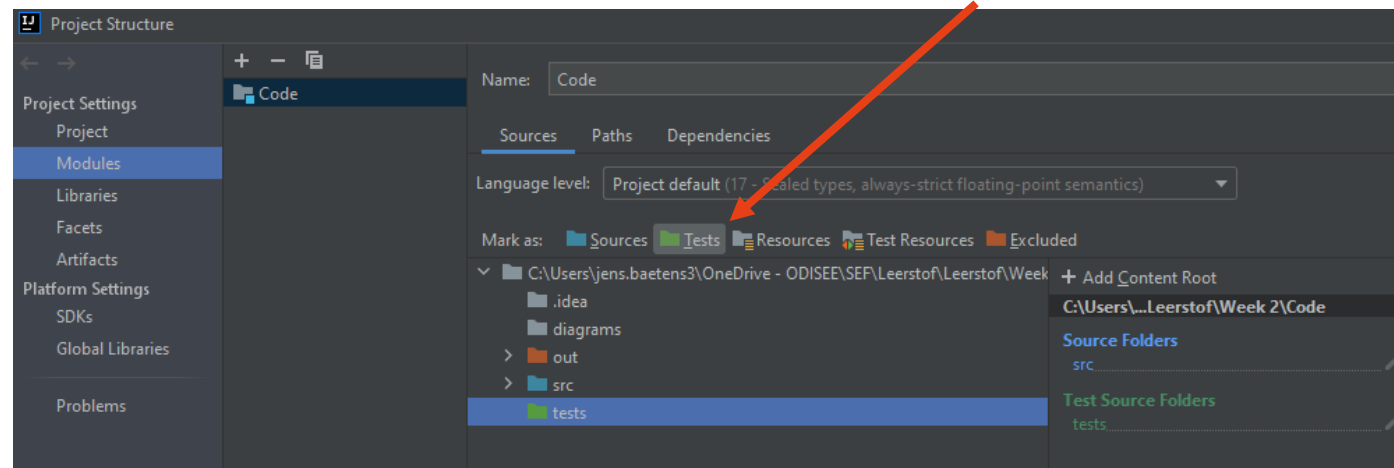 Project Structure
Project Settings
Project
Modules
Libraries
Facets
Artifacts
Platform Settings
SDKs
Global Libraries
Problems
Code
Name: Code
Sources Paths Dependencies
Language level: Project default (17 - Sealed types, always-strict floating-point semantics)
Mark as: Sources Tests Resources Test Resources Excluded
C:\Users\jens.baetens3\OneDrive - ODISEE\SEF\Leerstof\Leerstof\Week
.idea
diagrams
out
src
tests
Add Content Root
C:\Users\...Leerstof\Week 2\Code
Source Folders
src
Test Source Folders
tests